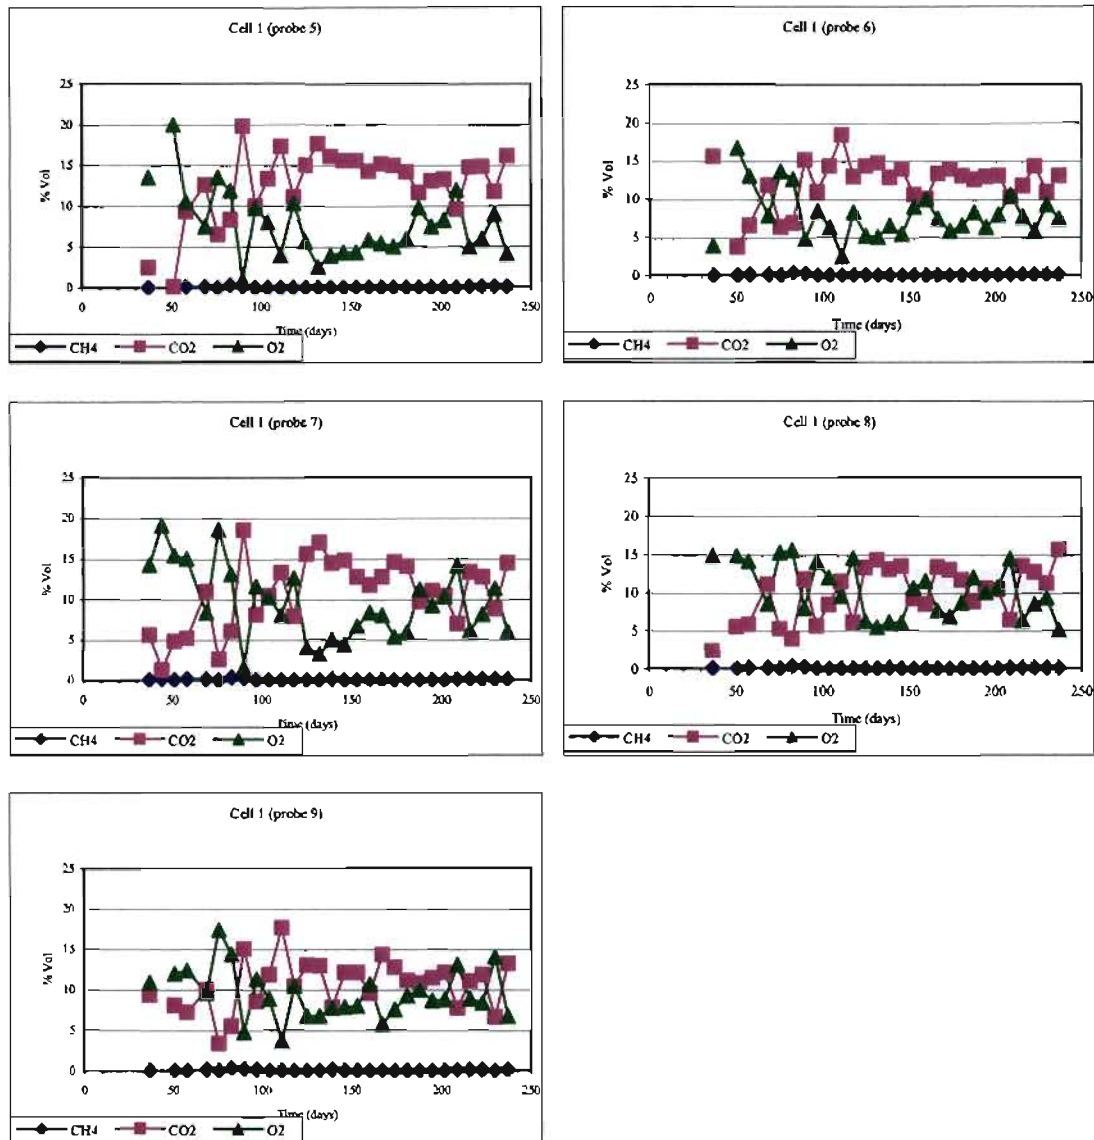 Cell 1 (probe 5)
25
20
15
10
5
0
% Vol
0 50 100 150 200 250
Time (days)
CH4 CO2 O2
Cell 1 (probe 6)
25
20
15
10
5
0
% Vol
0 50 100 150 200 250
Time (days)
CH4 CO2 O2
Cell 1 (probe 7)
25
20
15
10
5
0
% Vol
0 50 100 150 200 250
Time (days)
CH4 CO2 O2
Cell 1 (probe 8)
25
20
15
10
5
0
% Vol
0 50 100 150 200 250
Time (days)
CH4 CO2 O2
Cell 1 (probe 9)
25
20
15
10
5
0
% Vol
0 50 100 150 200 250
Time (days)
CH4 CO2 O2